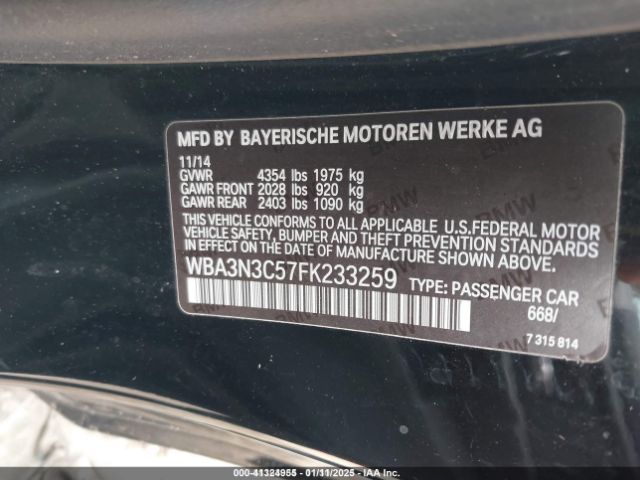 MFD BY BAYERISCHE MOTOREN WERKE AG
11/14
GVWR 4354 lbs 1975 kg
GAWR FRONT 2028 lbs 920 kg
GAWR REAR 2403 lbs 1090 kg
THIS VEHICLE CONFORMS TO ALL APPLICABLE U.S.FEDERAL MOTOR
VEHICLE SAFETY, BUMPER, AND THEFT PREVENTION STANDARDS
IN EFFECT ON THE DATE OF MANUFACTURE SHOWN ABOVE.
WBA3N3C57FK233259 TYPE: PASSENGER CAR
668/
7 315 814
000-41324955 - 01/11/2025 - IAA